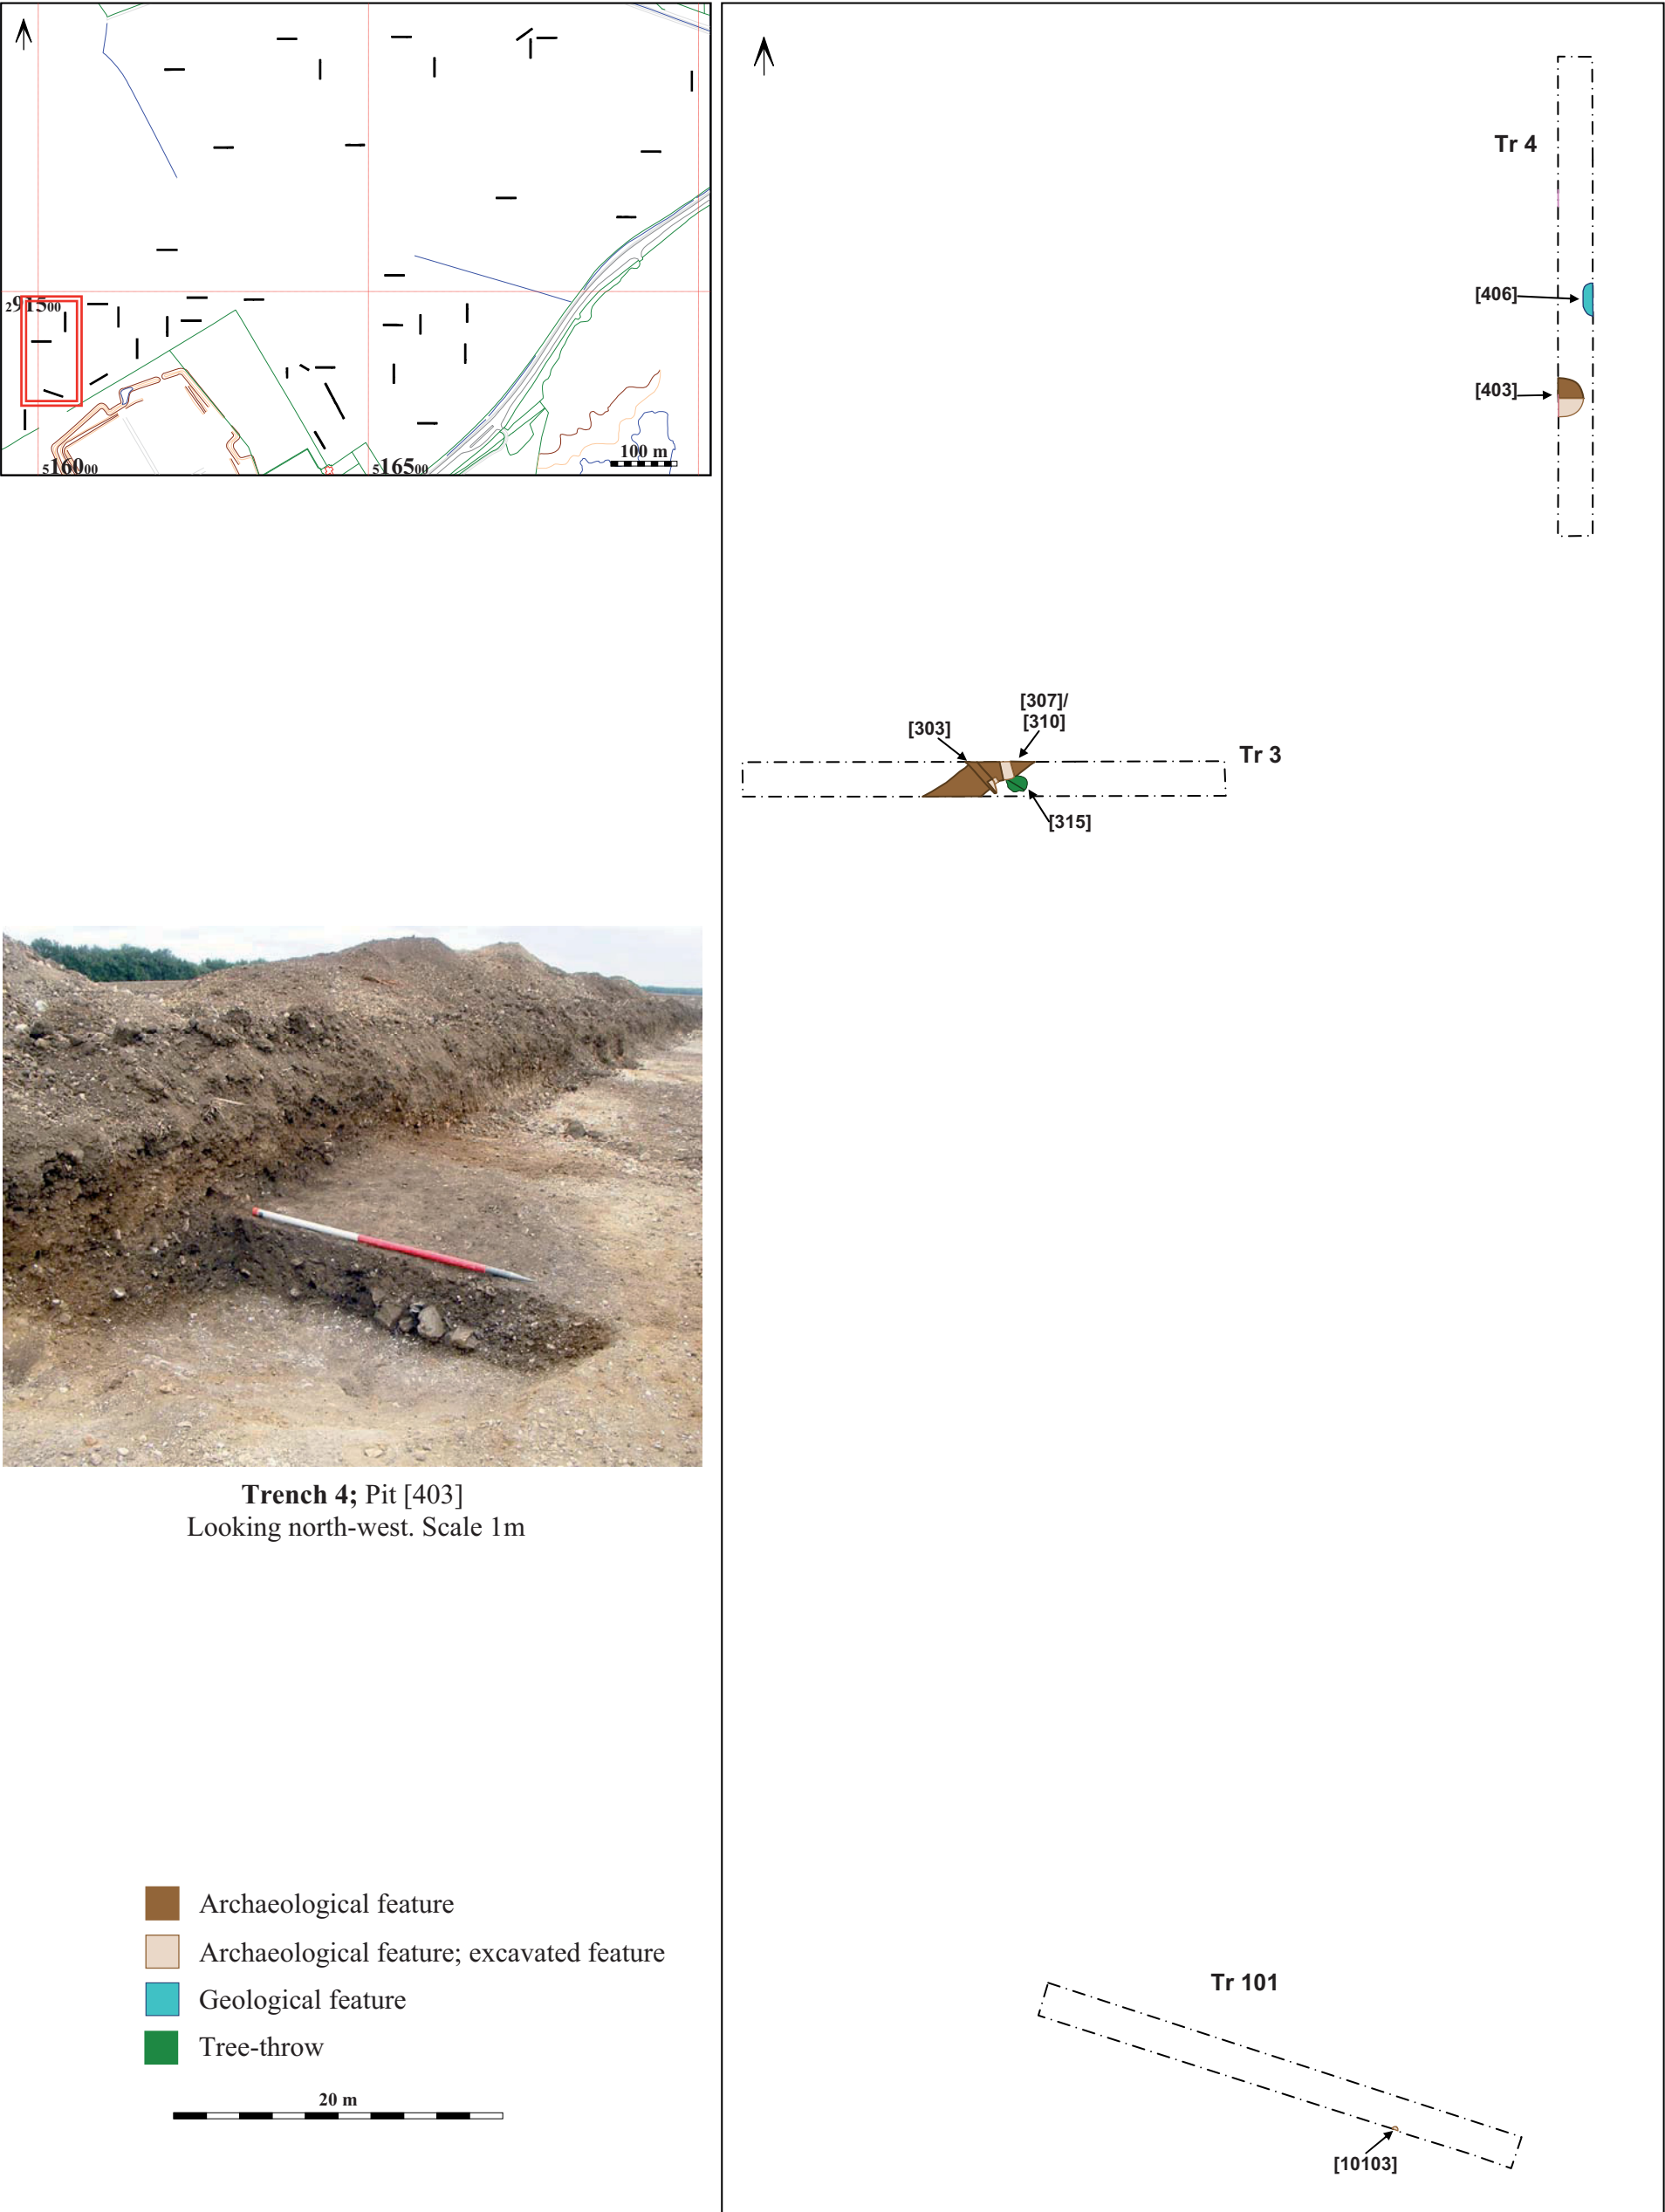 291500
516000
516500
100 m
Tr 4
[406]
[403]
[307]/
[310]
[303]
Tr 3
[315]
Trench 4; Pit [403]
Looking north-west. Scale 1m
Archaeological feature
Archaeological feature; excavated feature
Geological feature
Tree-throw
20 m
Tr 101
[10103]